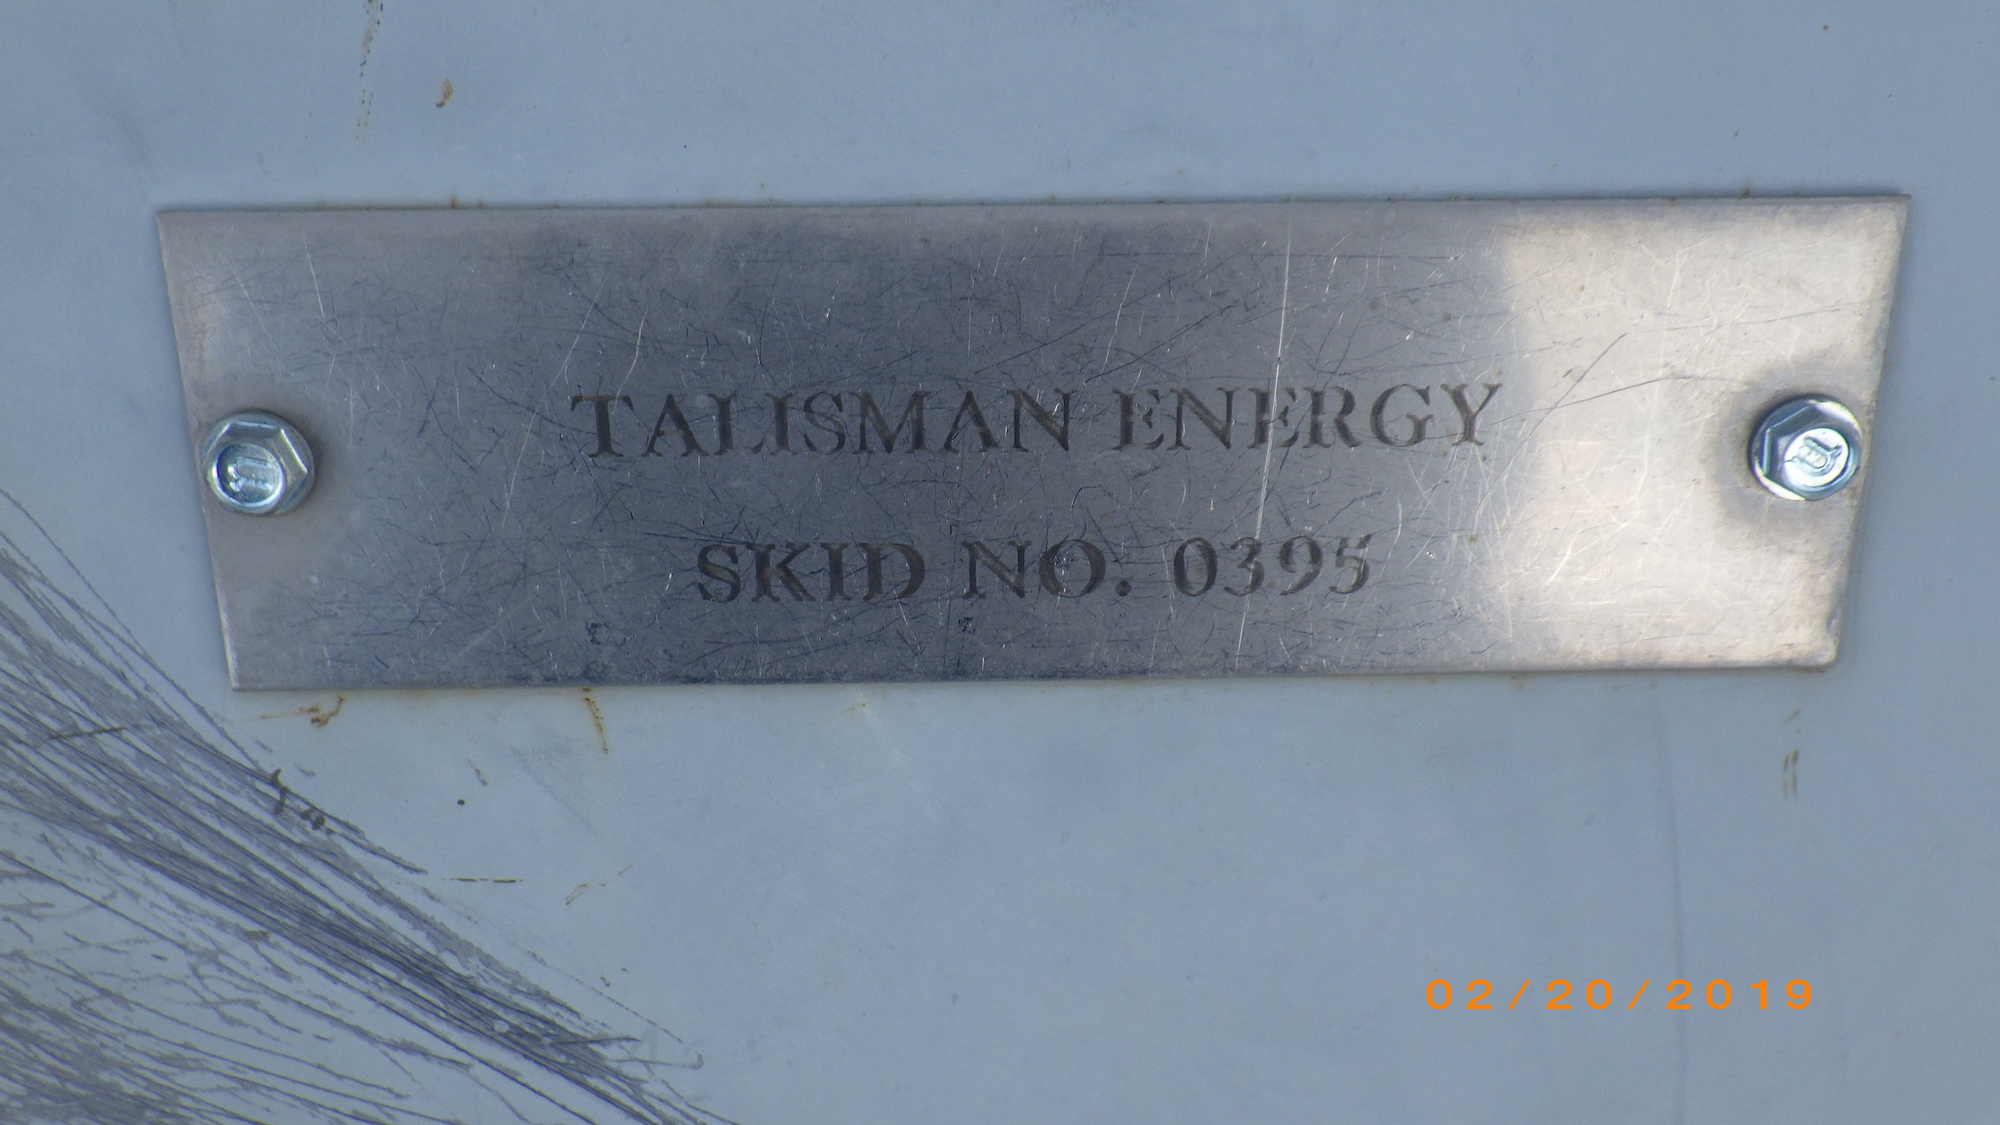 TALISMAN ENERGY
SKID NO. 0395
02/20/2019